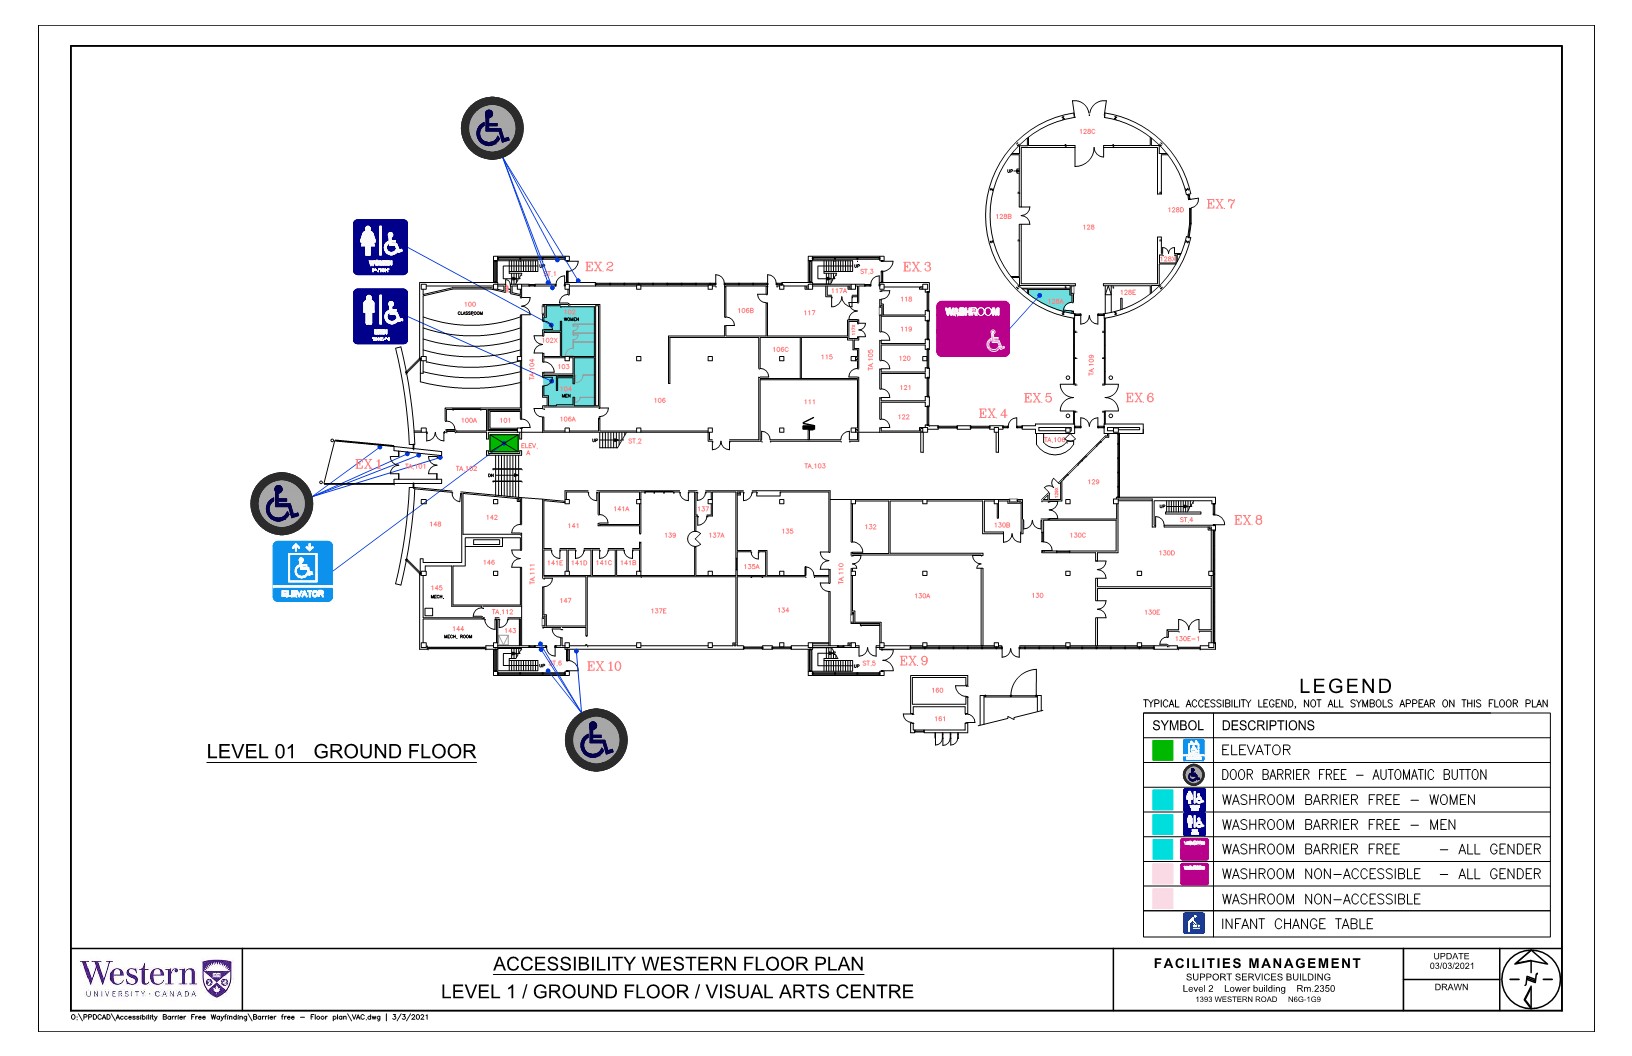 128C
UP
128B
128
128D
EX.7
128X
128A
128E
WOMEN
EX.2
ST.1
UP
EX.3
ST.3
UP
100
CLASSROOM
WOMEN
102X
103
104
MEN
TA.104
106B
117
117A
118
119
120
121
122
TA.105
106C
115
106
111
106A
100A
101
WASHROOM
TA.109
EX.5
EX.6
EX.4
TA.108
EX.1
TA.101
TA.102
ELEV.
A
DN
UP
ST.2
TA.103
129
148
142
141
141A
139
137
137A
135
132
130B
130C
UP
ST.4
EX.8
130D
146
TA.111
141E
141D
141C
141B
135A
TA.110
ELEVATOR
145
MECH.
147
137E
134
130A
130
130E
TA.112
144
MECH. ROOM
143
130E-1
UP
ST.6
EX.10
UP
ST.5
EX.9
160
161
LEVEL 01 GROUND FLOOR
LEGEND
TYPICAL ACCESSIBILITY LEGEND, NOT ALL SYMBOLS APPEAR ON THIS FLOOR PLAN
SYMBOL DESCRIPTIONS
ELEVATOR
DOOR BARRIER FREE - AUTOMATIC BUTTON
WASHROOM BARRIER FREE - WOMEN
WASHROOM BARRIER FREE - MEN
WASHROOM BARRIER FREE - ALL GENDER
WASHROOM NON-ACCESSIBLE - ALL GENDER
WASHROOM NON-ACCESSIBLE
INFANT CHANGE TABLE
Western
UNIVERSITY · CANADA
ACCESSIBILITY WESTERN FLOOR PLAN
LEVEL 1 / GROUND FLOOR / VISUAL ARTS CENTRE
FACILITIES MANAGEMENT
SUPPORT SERVICES BUILDING
Level 2 Lower building Rm.2350
1393 WESTERN ROAD N6G-1G9
UPDATE
03/03/2021
DRAWN
N
O:\PPDCAD\Accessibility Barrier Free Wayfinding\Barrier free - Floor plan\VAC.dwg | 3/3/2021